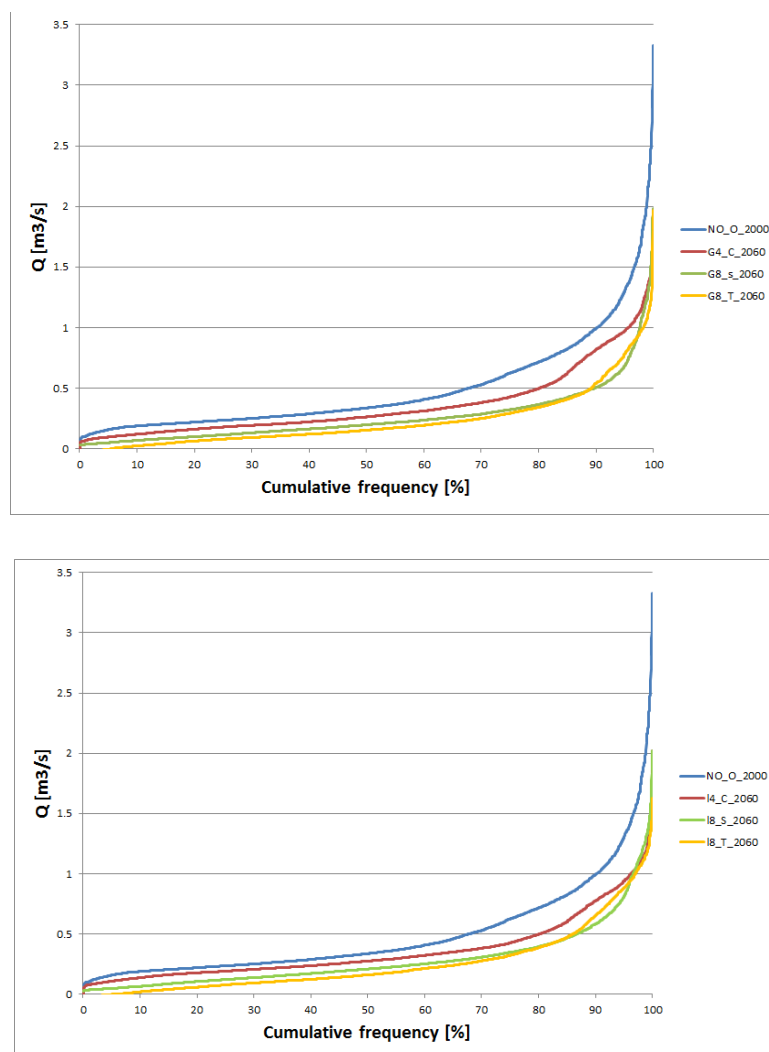 3.5
3
2.5
2
1.5
1
0.5
0
Q [m3/s]
0 10 20 30 40 50 60 70 80 90 100
Cumulative frequency [%]
NO_O_2000
G4_C_2060
G8_s_2060
G8_T_2060
3.5
3
2.5
2
1.5
1
0.5
0
Q [m3/s]
0 10 20 30 40 50 60 70 80 90 100
Cumulative frequency [%]
NO_O_2000
I4_C_2060
I8_S_2060
I8_T_2060